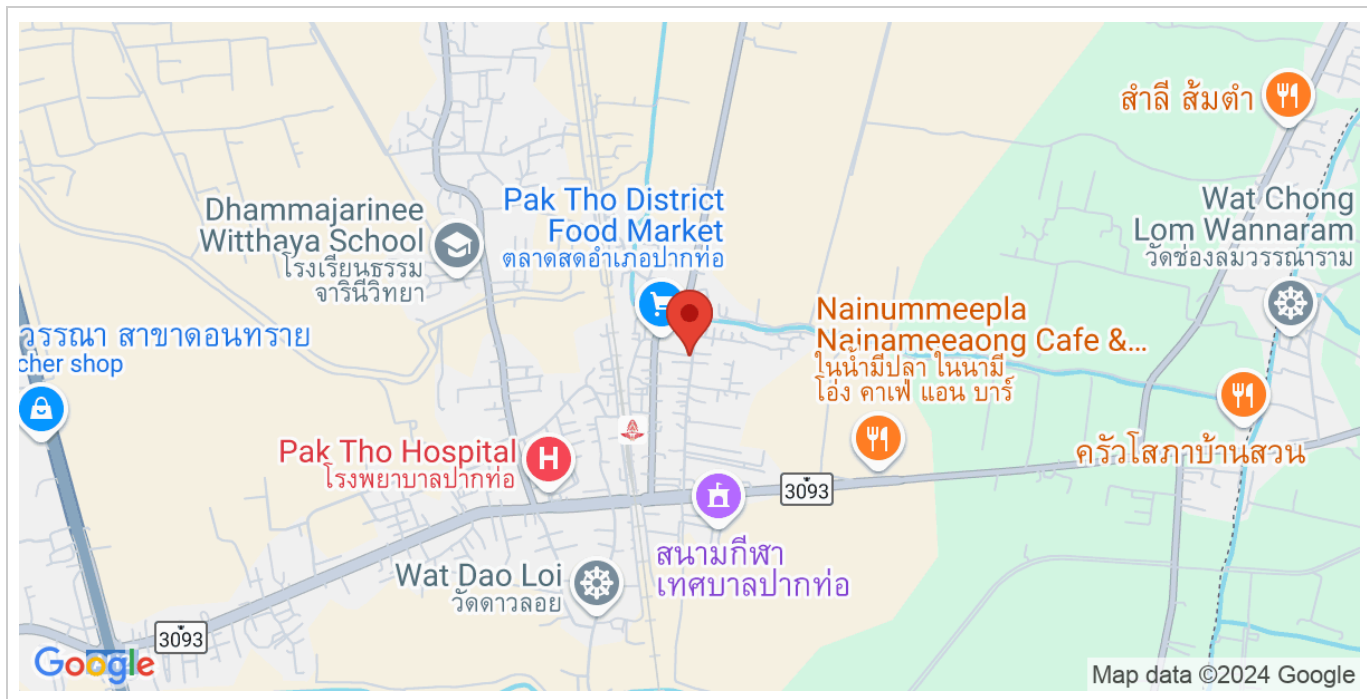 สำลี ส้มตำ
Wat Chong
Lom Wannaram
วัดช่องลมวรรณาราม
Pak Tho District
Food Market
ตลาดสดอำเภอปากท่อ
Dhammajarinee
Witthaya School
โรงเรียนธรรม
จารินีวิทยา
วรรณา สาขาดอนทราย
cher shop
Nainummeepla
Nainameeaong Cafe &...
ในน้ำมีปลา ในนามี
โอ่ง คาเฟ่ แอน บาร์
Pak Tho Hospital
โรงพยาบาลปากท่อ
H
ครัวโสภาบ้านสวน
3093
สนามกีฬา
เทศบาลปากท่อ
Wat Dao Loi
วัดดาวลอย
3093
Google
Map data ©2024 Google